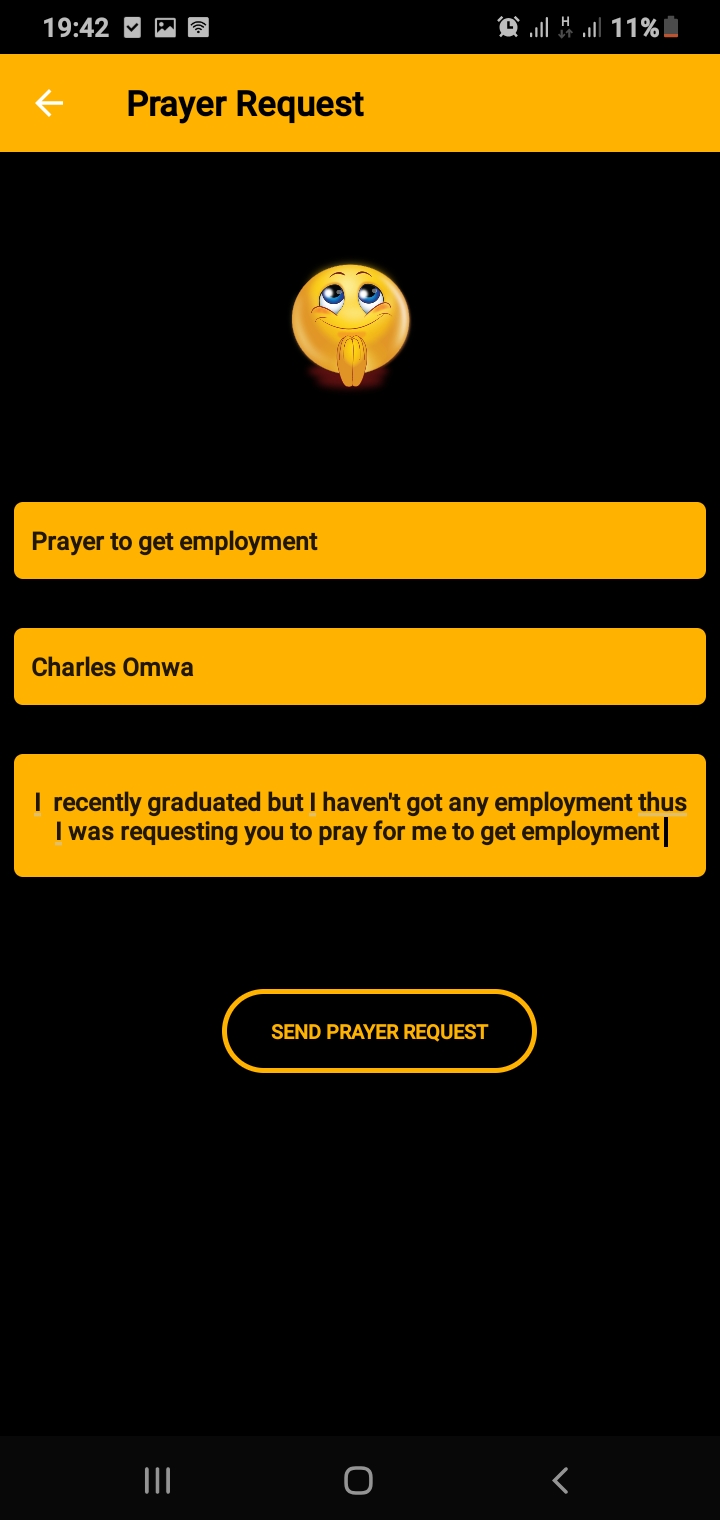 19:42 H 11%
Prayer Request
Prayer to get employment
Charles Omwa
I  recently graduated but I haven't got any employment thus
I was requesting you to pray for me to get employment
SEND PRAYER REQUEST